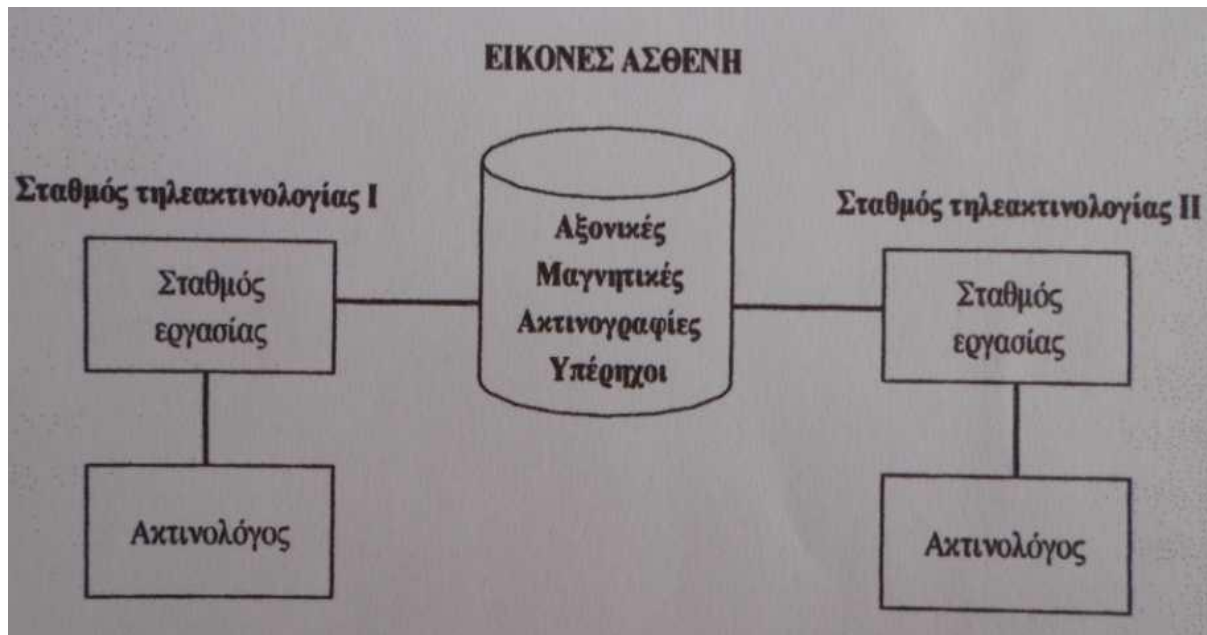 ΕΙΚΟΝΕΣ ΑΣΘΕΝΗ
Σταθμός τηλεακτινολογίας Ι
Σταθμός
εργασίας
Ακτινολόγος
Αξονικές
Μαγνητικές
Ακτινογραφίες
Υπέρηχοι
Σταθμός τηλεακτινολογίας ΙΙ
Σταθμός
εργασίας
Ακτινολόγος